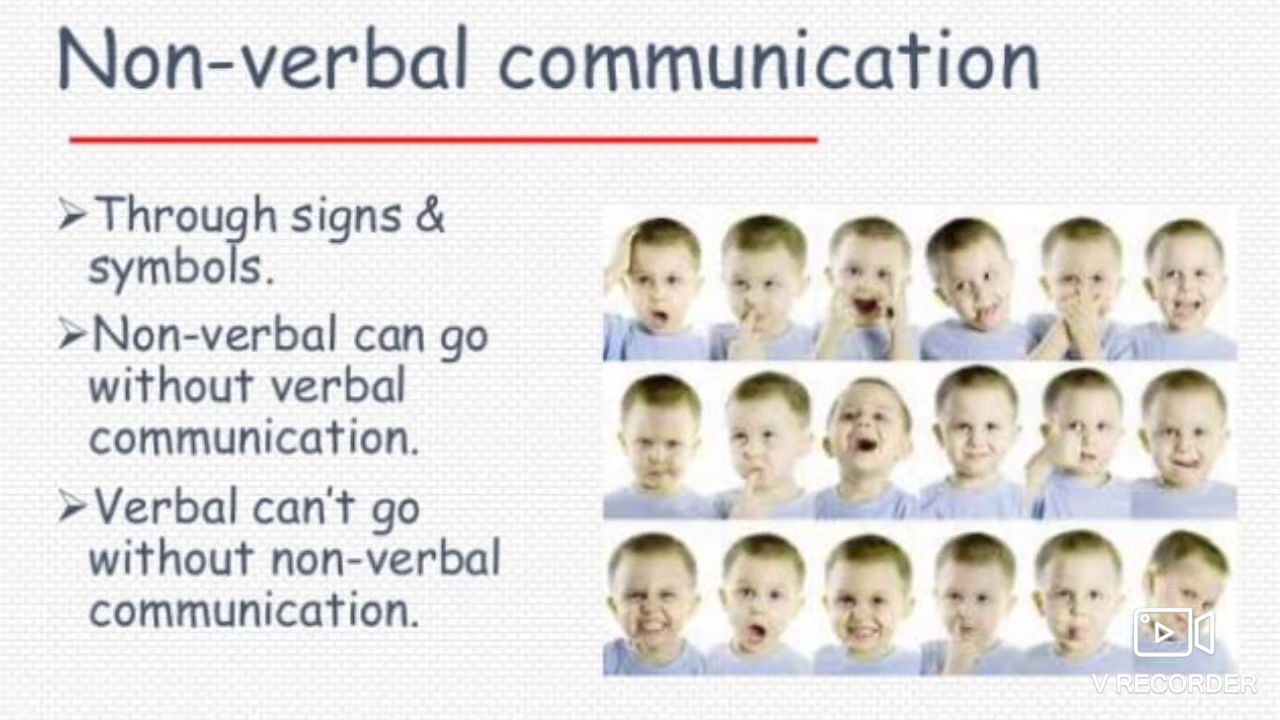 Non-verbal communication
➢Through signs &
symbols.
➢Non-verbal can go
without verbal
communication.
➢Verbal can't go
without non-verbal
communication.
V RECORDER